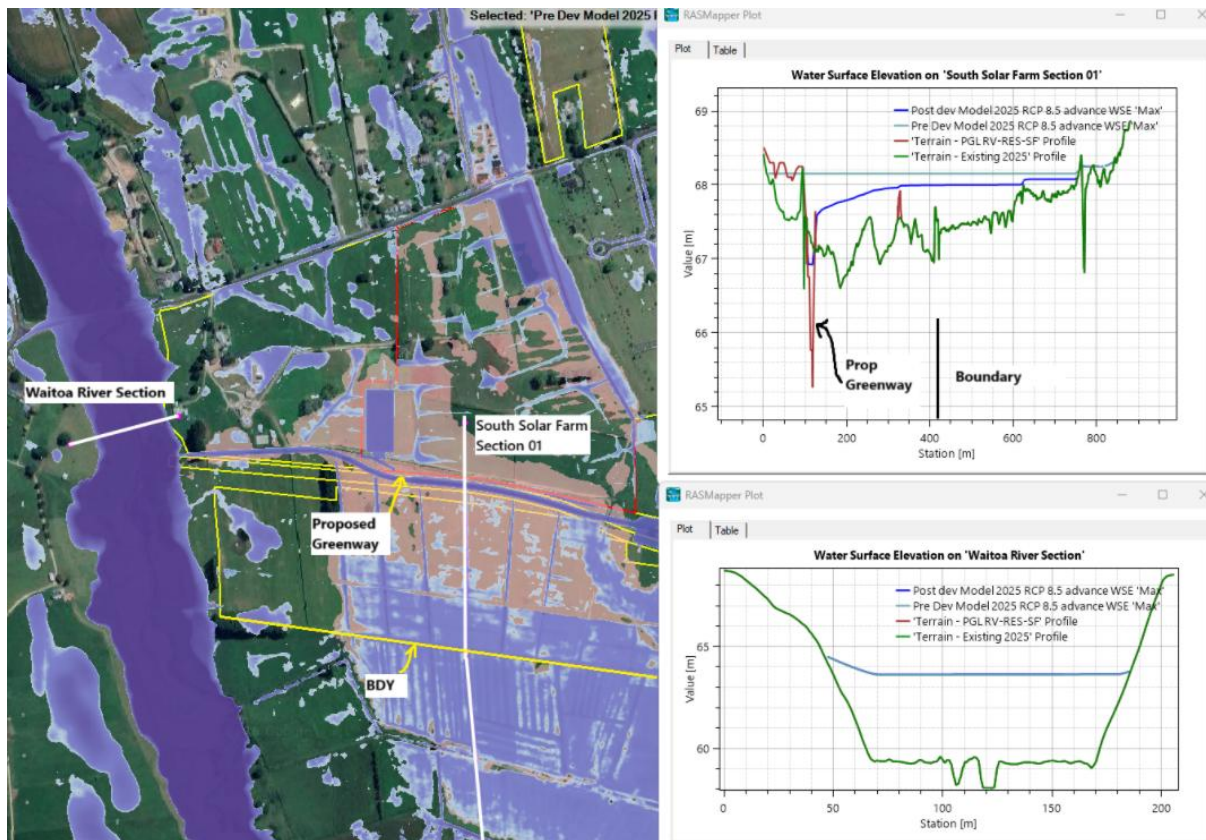 Selected: 'Pre Dev Model 2025 
Waitoa River Section
South Solar Farm
Section 01
Proposed
Greenway
BDY
RASMapper Plot
Plot
Table
Water Surface Elevation on 'South Solar Farm Section 01'
Post dev Model 2025 RCP 8.5 advance WSE 'Max'
Pre Dev Model 2025 RCP 8.5 advance WSE 'Max'
'Terrain - PGLRV-RES-SF' Profile
'Terrain - Existing 2025' Profile
69
68
67
66
65
Value [m]
Prop
Greenway
Boundary
0
200
400
600
800
Station [m]
RASMapper Plot
Plot
Table
Water Surface Elevation on 'Waitoa River Section'
Post dev Model 2025 RCP 8.5 advance WSE 'Max'
Pre Dev Model 2025 RCP 8.5 advance WSE 'Max'
'Terrain - PGLRV-RES-SF' Profile
'Terrain - Existing 2025' Profile
65
60
Value [m]
0
50
100
150
200
Station [m]